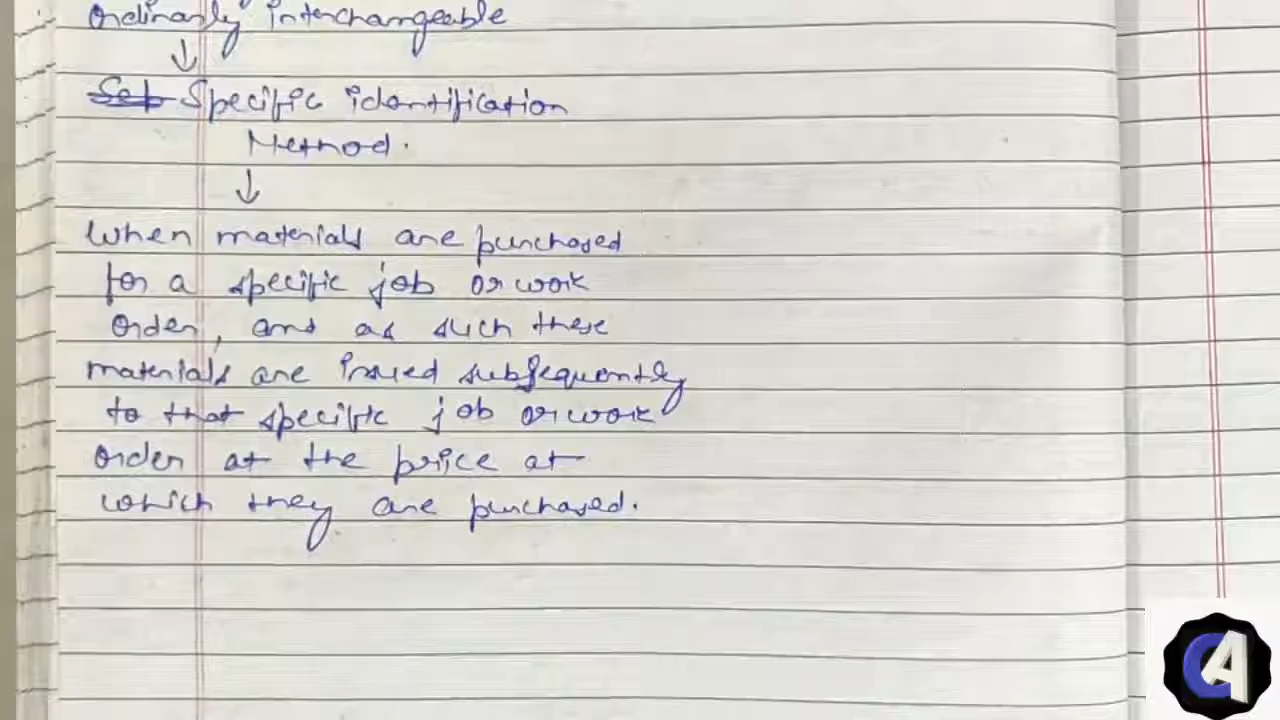 Ordinarily interchangeable
↓
Specific identification
Method.
↓
When materials are purchased
for a specific job or work
order, and as such these
materials are issued subsequently
to that specific job or work
order at the price at
which they are purchased.
CA